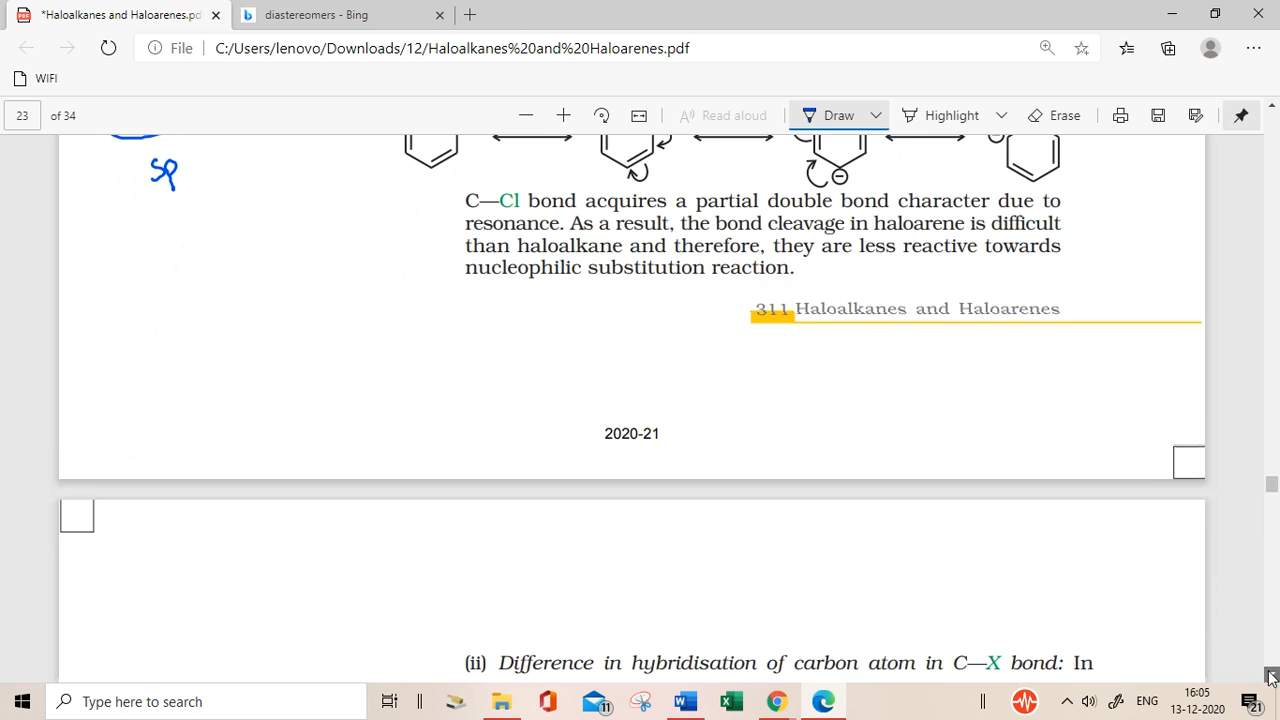 *Haloalkanes and Haloarenes.pd
diastereomers - Bing
File
C:/Users/lenovo/Downloads/12/Haloalkanes%20and%20Haloarenes.pdf
WIFI
23 of 34
Read aloud
Draw
Highlight
Erase
sp
C—Cl bond acquires a partial double bond character due to
resonance. As a result, the bond cleavage in haloarene is difficult
than haloalkane and therefore, they are less reactive towards
nucleophilic substitution reaction.
311 Haloalkanes and Haloarenes
2020-21
(ii) Difference in hybridisation of carbon atom in C—X bond: In
Type here to search
11
ENG
16:05
13-12-2020
21